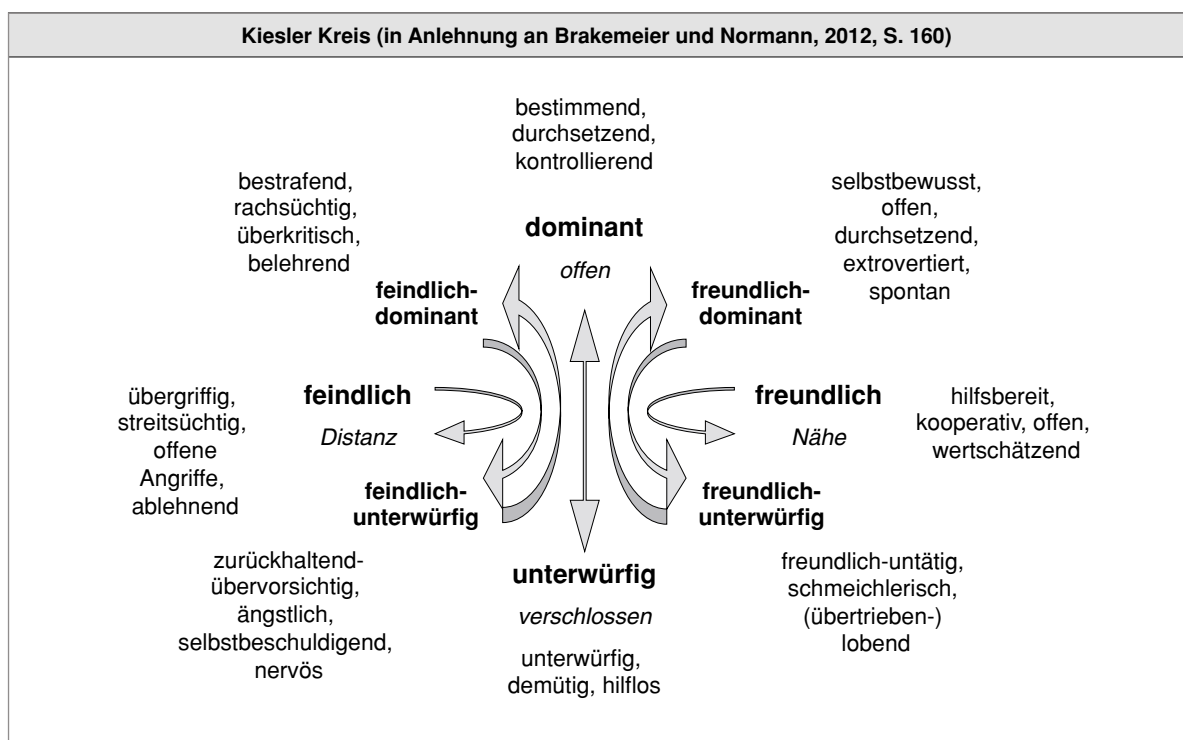 Kiesler Kreis (in Anlehnung an Brakemeier und Normann, 2012, S. 160)
bestimmend,
durchsetzend,
kontrollierend
bestrafend,
rachsüchtig,
überkritisch,
belehrend
selbstbewusst,
offen,
durchsetzend,
extrovertiert,
spontan
dominant
offen
feindlich-
dominant
freundlich-
dominant
übergriffig,
streitsüchtig,
offene
Angriffe,
ablehnend
feindlich
Distanz
freundlich
Nähe
hilfsbereit,
kooperativ, offen,
wertschätzend
feindlich-
unterwürfig
freundlich-
unterwürfig
zurückhaltend-
übervorsichtig,
ängstlich,
selbstbeschuldigend,
nervös
unterwürfig
verschlossen
unterwürfig,
demütig, hilflos
freundlich-untätig,
schmeichlerisch,
(übertrieben-)
lobend